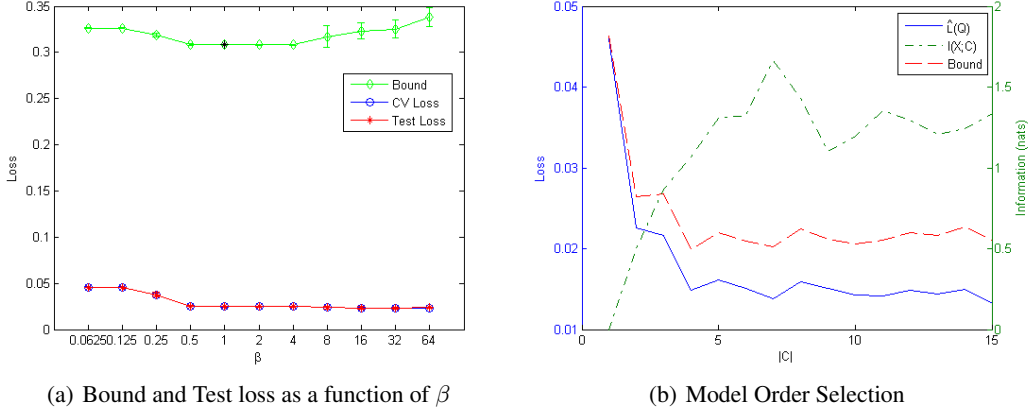 0.35
0.3
0.25
0.2
0.15
0.1
0.05
0
Loss
0.0625 0.125 0.25 0.5 1 2 4 8 16 32 64
β
Bound
CV Loss
Test Loss
(a) Bound and Test loss as a function of β
0.05
0.04
0.03
0.02
0.01
Loss
0 5 10 15
|C|
2
1.5
1
0.5
0
Information (nats)
L̂(Q)
I(X;C)
Bound
(b) Model Order Selection